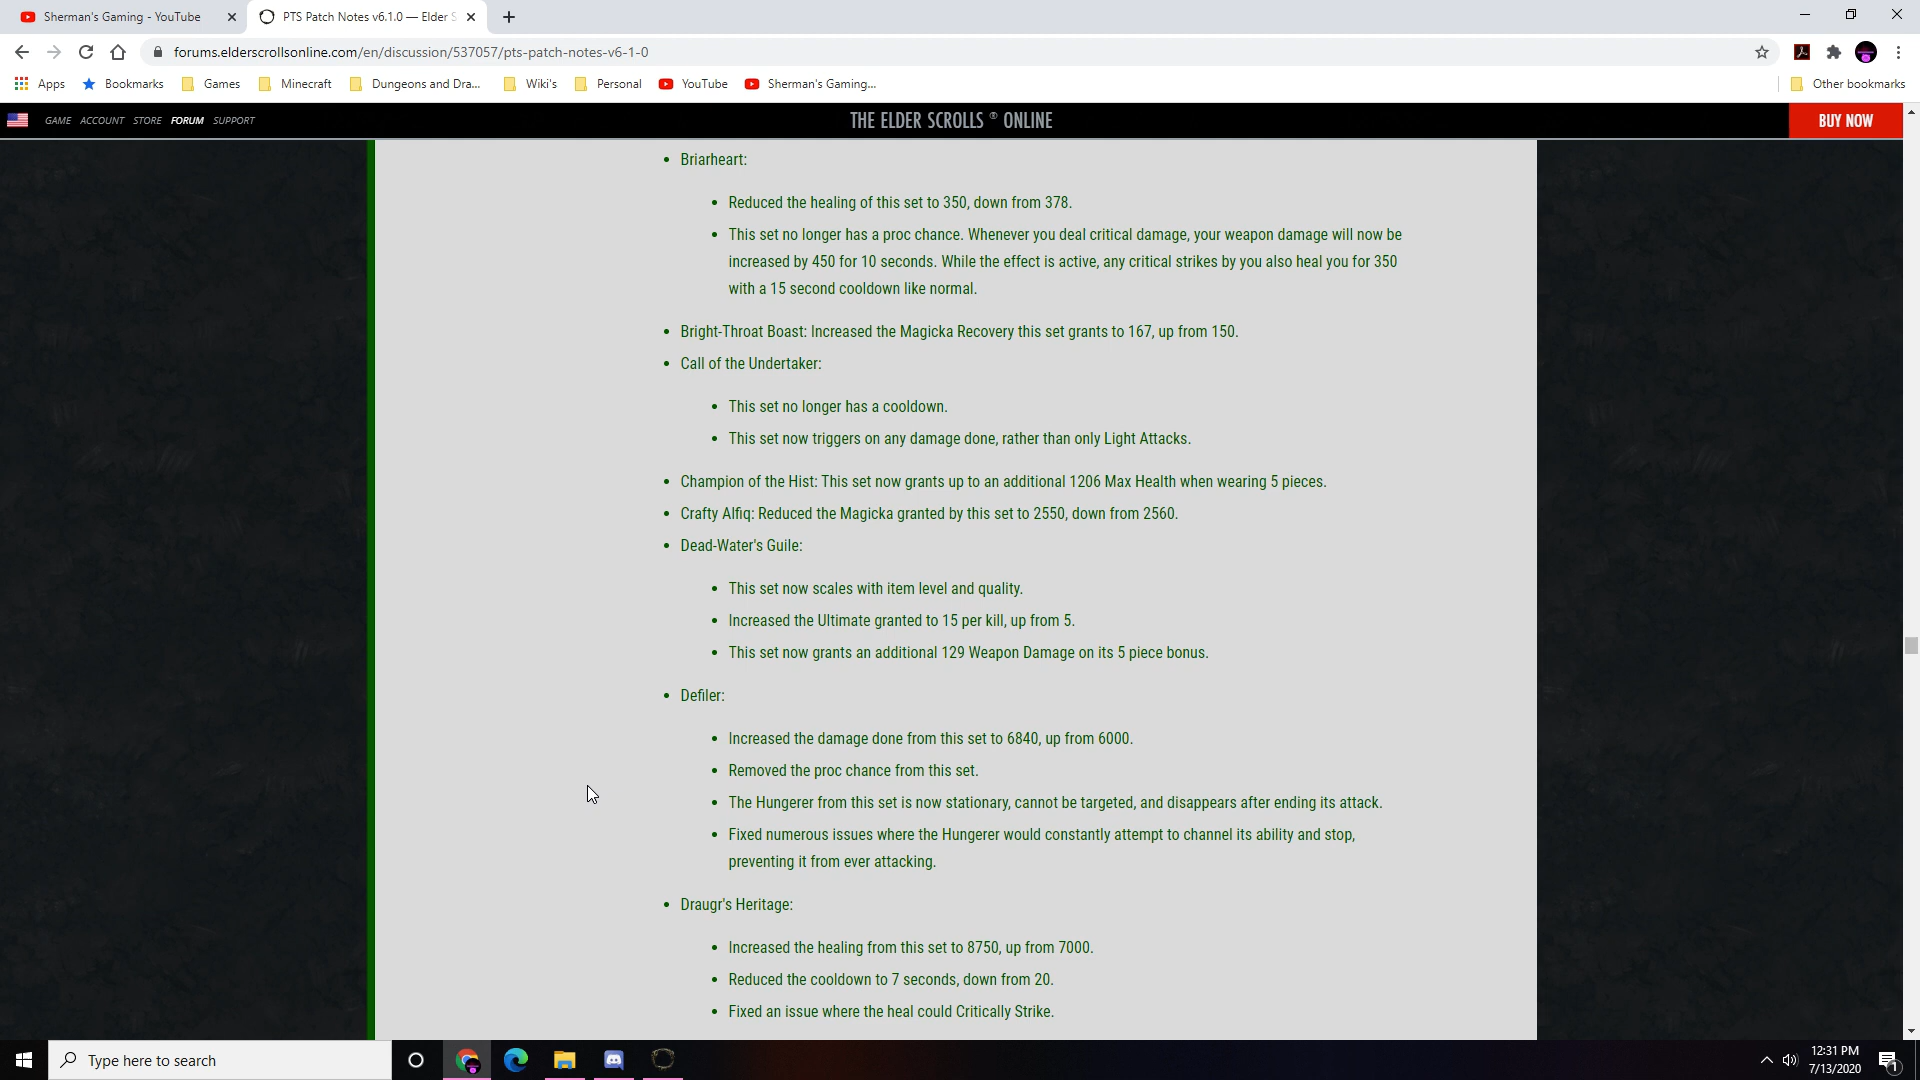 Sherman's Gaming - YouTube
PTS Patch Notes v6.1.0 — Elder S
forums.elderscrollsonline.com/en/discussion/537057/pts-patch-notes-v6-1-0
Apps Bookmarks Games Minecraft Dungeons and Dra... Wiki's Personal YouTube Sherman's Gaming... Other bookmarks
GAME ACCOUNT STORE FORUM SUPPORT THE ELDER SCROLLS ® ONLINE BUY NOW
• Briarheart:
• Reduced the healing of this set to 350, down from 378.
• This set no longer has a proc chance. Whenever you deal critical damage, your weapon damage will now be
increased by 450 for 10 seconds. While the effect is active, any critical strikes by you also heal you for 350
with a 15 second cooldown like normal.
• Bright-Throat Boast: Increased the Magicka Recovery this set grants to 167, up from 150.
• Call of the Undertaker:
• This set no longer has a cooldown.
• This set now triggers on any damage done, rather than only Light Attacks.
• Champion of the Hist: This set now grants up to an additional 1206 Max Health when wearing 5 pieces.
• Crafty Alfiq: Reduced the Magicka granted by this set to 2550, down from 2560.
• Dead-Water's Guile:
• This set now scales with item level and quality.
• Increased the Ultimate granted to 15 per kill, up from 5.
• This set now grants an additional 129 Weapon Damage on its 5 piece bonus.
• Defiler:
• Increased the damage done from this set to 6840, up from 6000.
• Removed the proc chance from this set.
• The Hungerer from this set is now stationary, cannot be targeted, and disappears after ending its attack.
• Fixed numerous issues where the Hungerer would constantly attempt to channel its ability and stop,
preventing it from ever attacking.
• Draugr's Heritage:
• Increased the healing from this set to 8750, up from 7000.
• Reduced the cooldown to 7 seconds, down from 20.
• Fixed an issue where the heal could Critically Strike.
Type here to search
12:31 PM
7/13/2020
1